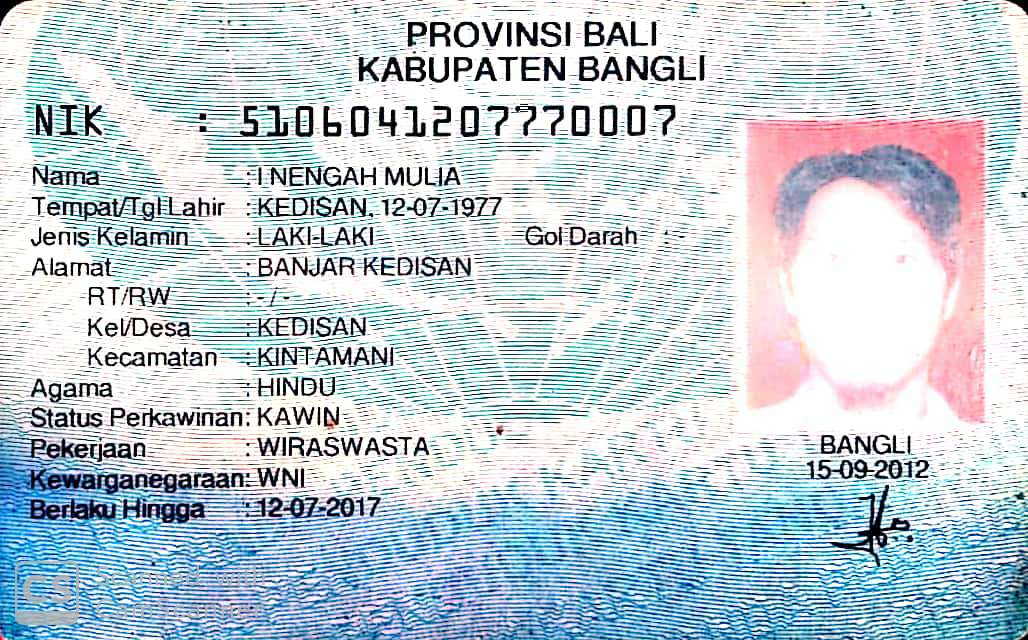 PROVINSI BALI
KABUPATEN BANGLI
NIK : 5106041207770007
Nama : I NENGAH MULIA
Tempat/Tgl Lahir : KEDISAN, 12-07-1977
Jenis Kelamin : LAKI-LAKI Gol Darah : -
Alamat : BANJAR KEDISAN
RT/RW : - / -
Kel/Desa : KEDISAN
Kecamatan : KINTAMANI
Agama : HINDU
Status Perkawinan: KAWIN
Pekerjaan : WIRASWASTA
Kewarganegaraan: WNI
Berlaku Hingga : 12-07-2017
BANGLI
15-09-2012
CS